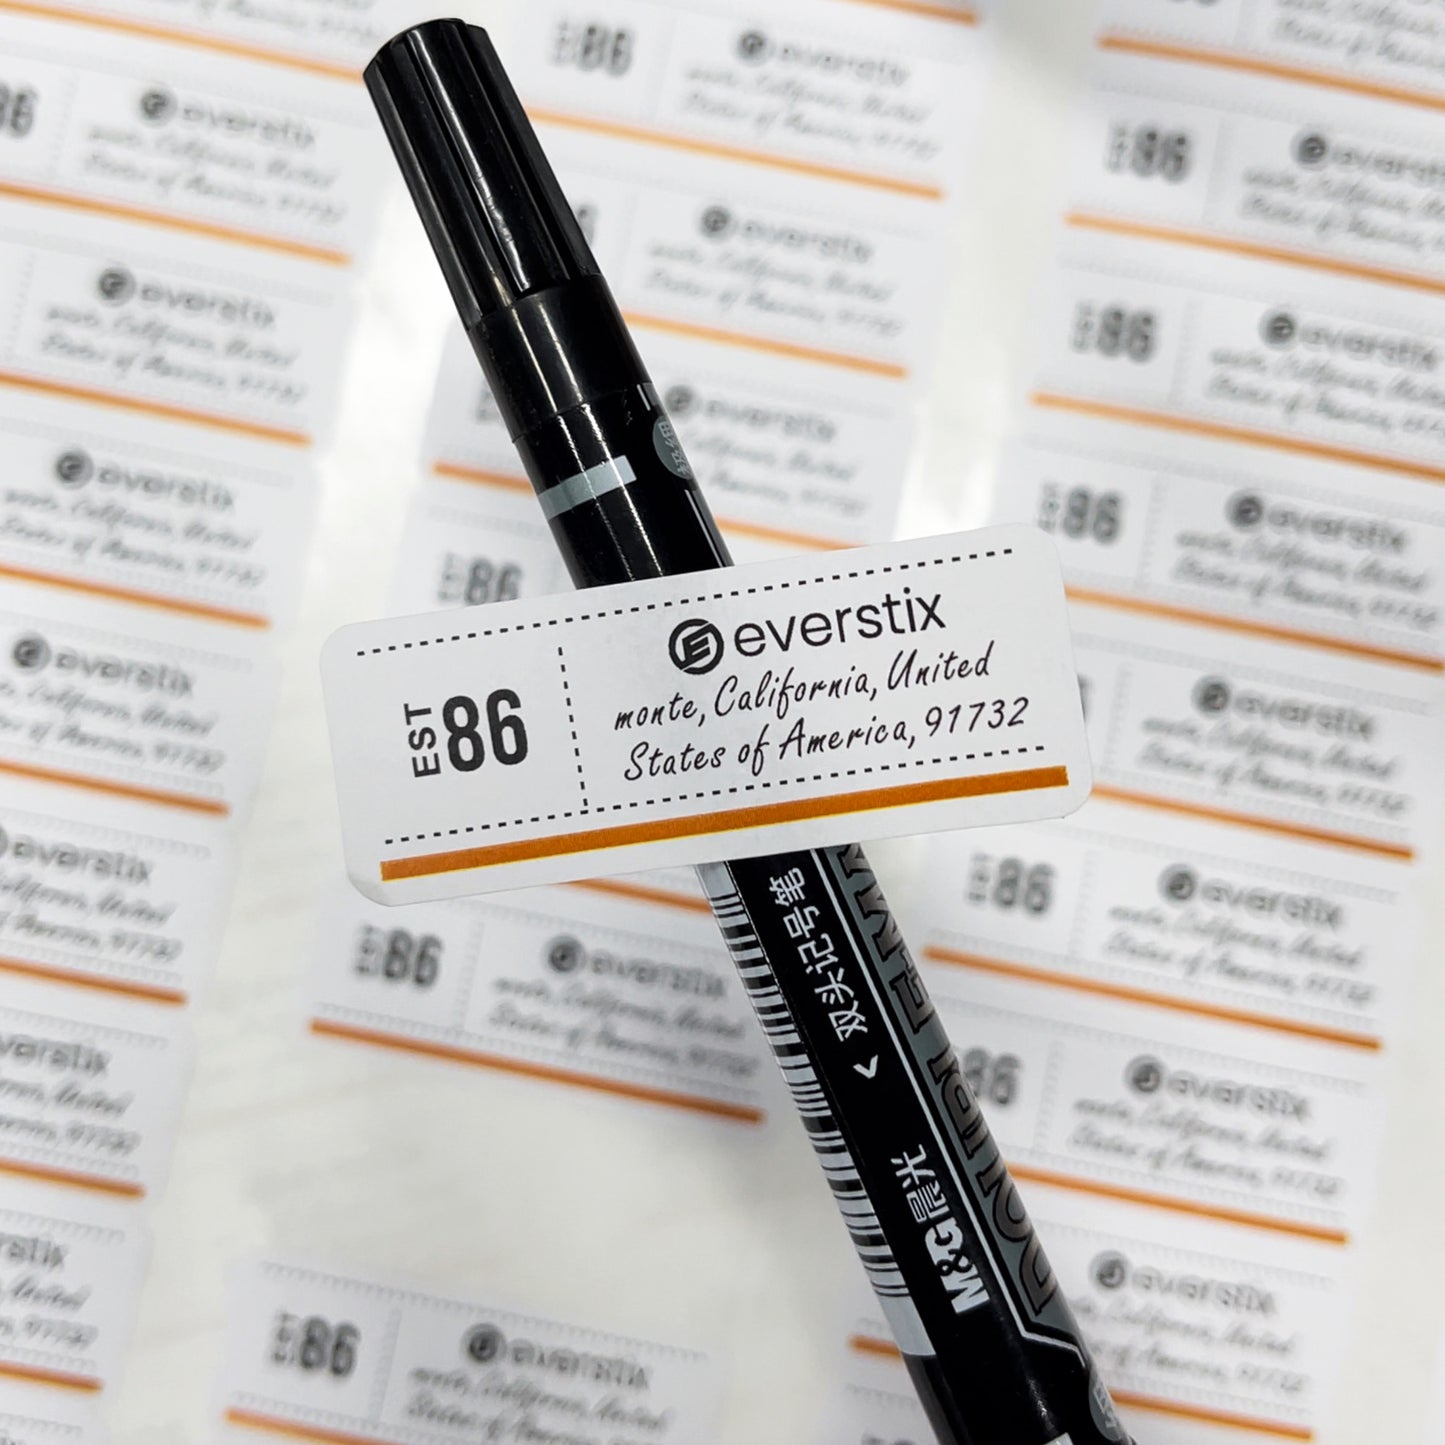 EST 86
everstix
monte, California, United
States of America, 91732
双头记号笔
M&G晨光